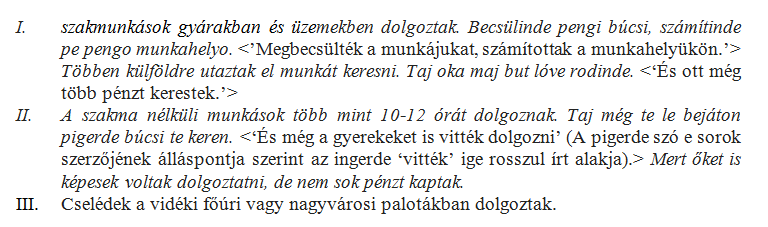 I. szakmunkások gyárakban és üzemekben dolgoztak. Becsülinde pengi búcsi, számítinde
pe pengo munkahelyo. <’Megbecsülték a munkájukat, számítottak a munkahelyükön.’>
Többen külföldre utaztak el munkát keresni. Taj oka maj but lóve rodinde. <‘És ott még
több pénzt kerestek.’>
II. A szakma nélküli munkások több mint 10-12 órát dolgoznak. Taj még te le bejáton
pigerde búcsi te keren. <‘És még a gyerekeket is vitték dolgozni’ (A pigerde szó e sorok
szerzőjének álláspontja szerint az ingerde ‘vitték’ ige rosszul írt alakja).> Mert őket is
képesek voltak dolgoztatni, de nem sok pénzt kaptak.
III. Cselédek a vidéki főúri vagy nagyvárosi palotákban dolgoztak.